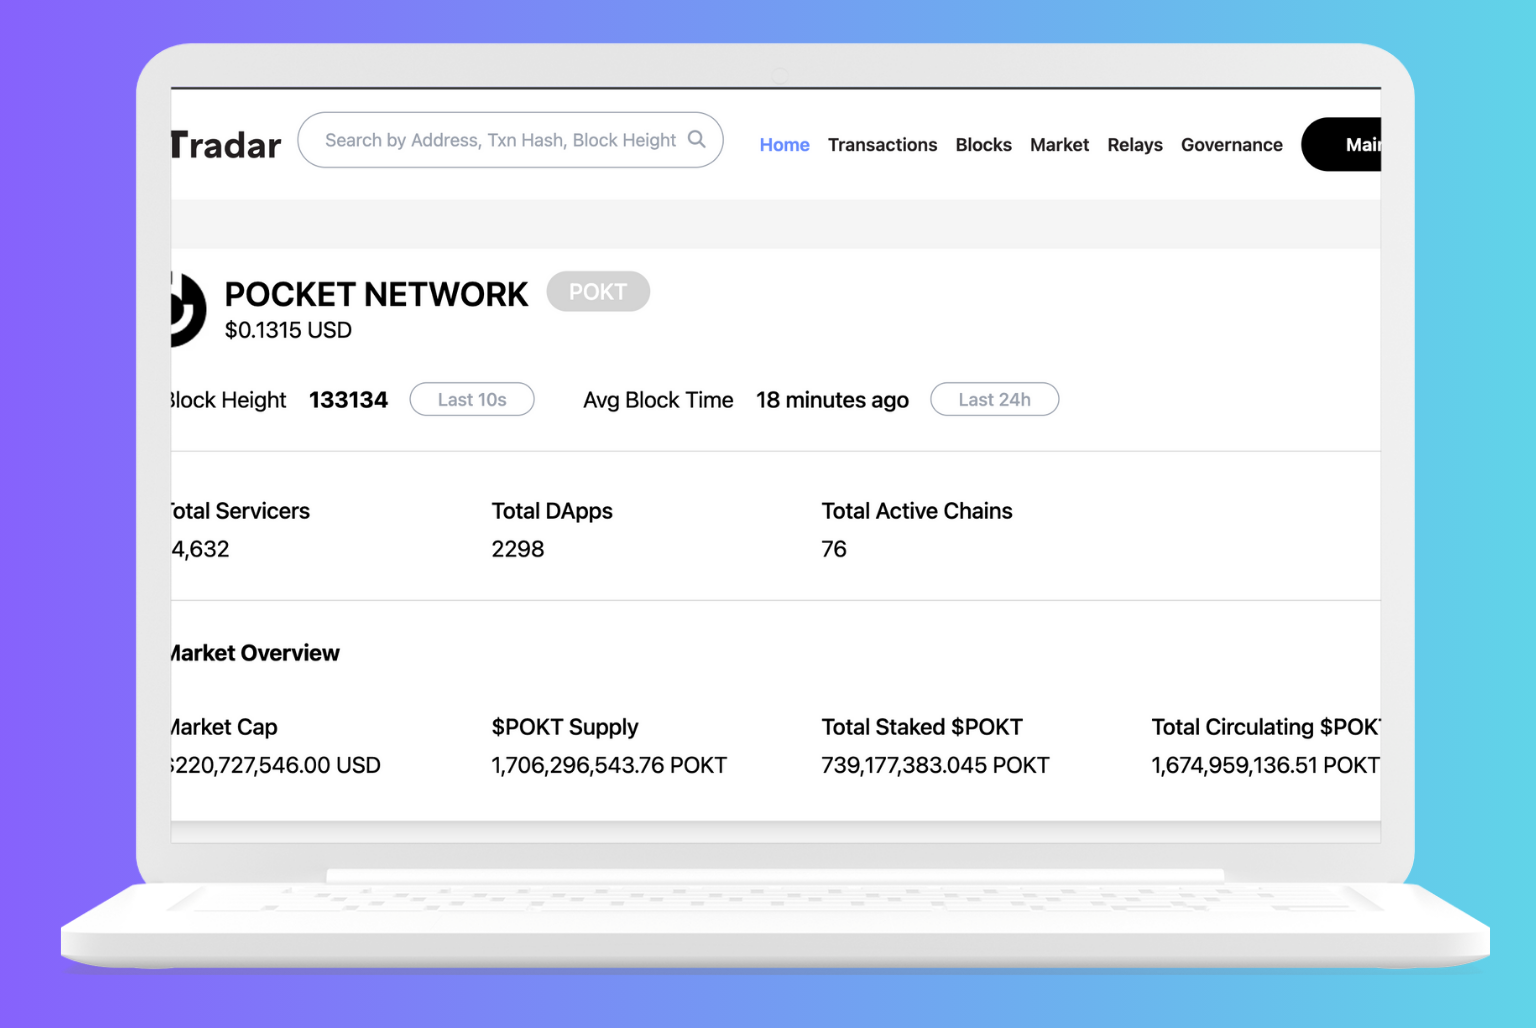 Tradar
Search by Address, Txn Hash, Block Height
Home Transactions Blocks Market Relays Governance Mai
POCKET NETWORK POKT
$0.1315 USD
Block Height 133134 Last 10s Avg Block Time 18 minutes ago Last 24h
Total Servicers Total DApps Total Active Chains
4,632 2298 76
Market Overview
Market Cap $POKT Supply Total Staked $POKT Total Circulating $POKT
$220,727,546.00 USD 1,706,296,543.76 POKT 739,177,383.045 POKT 1,674,959,136.51 POKT